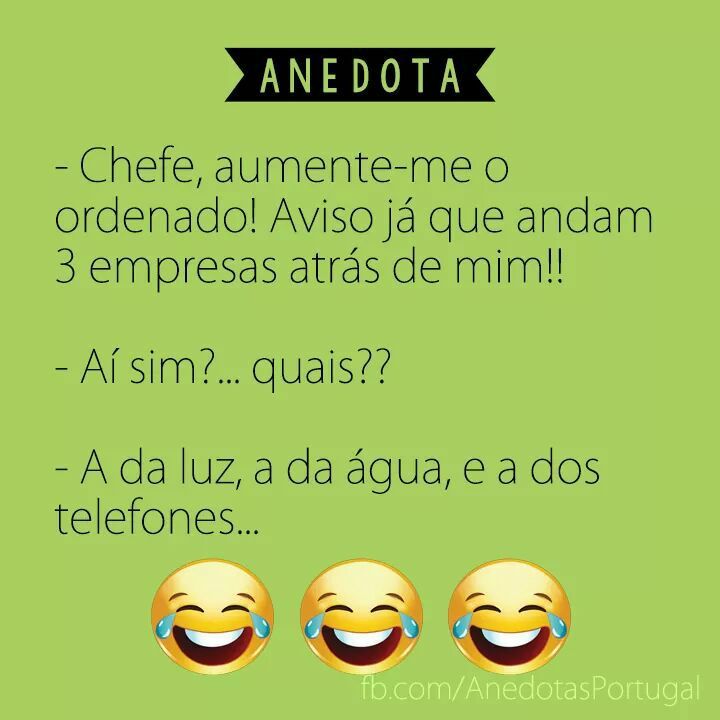 ANEDOTA
- Chefe, aumente-me o
ordenado! Aviso já que andam
3 empresas atrás de mim!!
- Aí sim?... quais??
- A da luz, a da água, e a dos
telefones...
fb.com/AnedotasPortugal